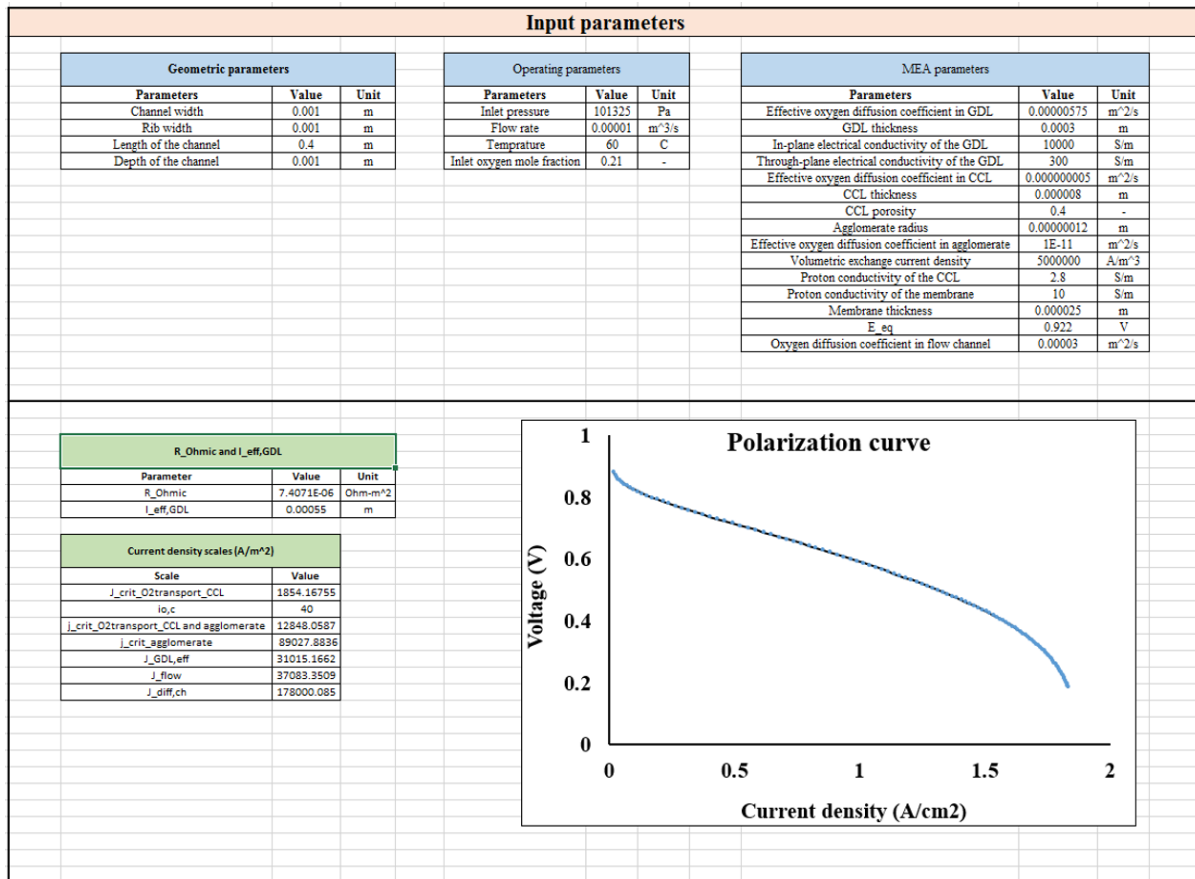 Input parameters
Geometric parameters
Parameters Value Unit
Channel width 0.001 m
Rib width 0.001 m
Length of the channel 0.4 m
Depth of the channel 0.001 m
Operating parameters
Parameters Value Unit
Inlet pressure 101325 Pa
Flow rate 0.00001 m^3/s
Temprature 60 C
Inlet oxygen mole fraction 0.21 -
MEA parameters
Parameters Value Unit
Effective oxygen diffusion coefficient in GDL 0.00000575 m^2/s
GDL thickness 0.0003 m
In-plane electrical conductivity of the GDL 10000 S/m
Through-plane electrical conductivity of the GDL 300 S/m
Effective oxygen diffusion coefficient in CCL 0.000000005 m^2/s
CCL thickness 0.000008 m
CCL porosity 0.4 -
Agglomerate radius 0.00000012 m
Effective oxygen diffusion coefficient in agglomerate 1E-11 m^2/s
Volumetric exchange current density 5000000 A/m^3
Proton conductivity of the CCL 2.8 S/m
Proton conductivity of the membrane 10 S/m
Membrane thickness 0.000025 m
E_eq 0.922 V
Oxygen diffusion coefficient in flow channel 0.00003 m^2/s
R_Ohmic and I_eff,GDL
Parameter Value Unit
R_Ohmic 7.4071E-06 Ohm-m^2
I_eff,GDL 0.00055 m
Current density scales (A/m^2)
Scale Value
J_crit_O2transport_CCL 1854.16755
io,c 40
j_crit_O2transport_CCL and agglomerate 12848.0587
j_crit_agglomerate 89027.8836
J_GDL,eff 31015.1662
J_flow 37083.3509
J_diff,ch 178000.085
Polarization curve
Voltage (V)
1
0.8
0.6
0.4
0.2
0
0 0.5 1 1.5 2
Current density (A/cm2)